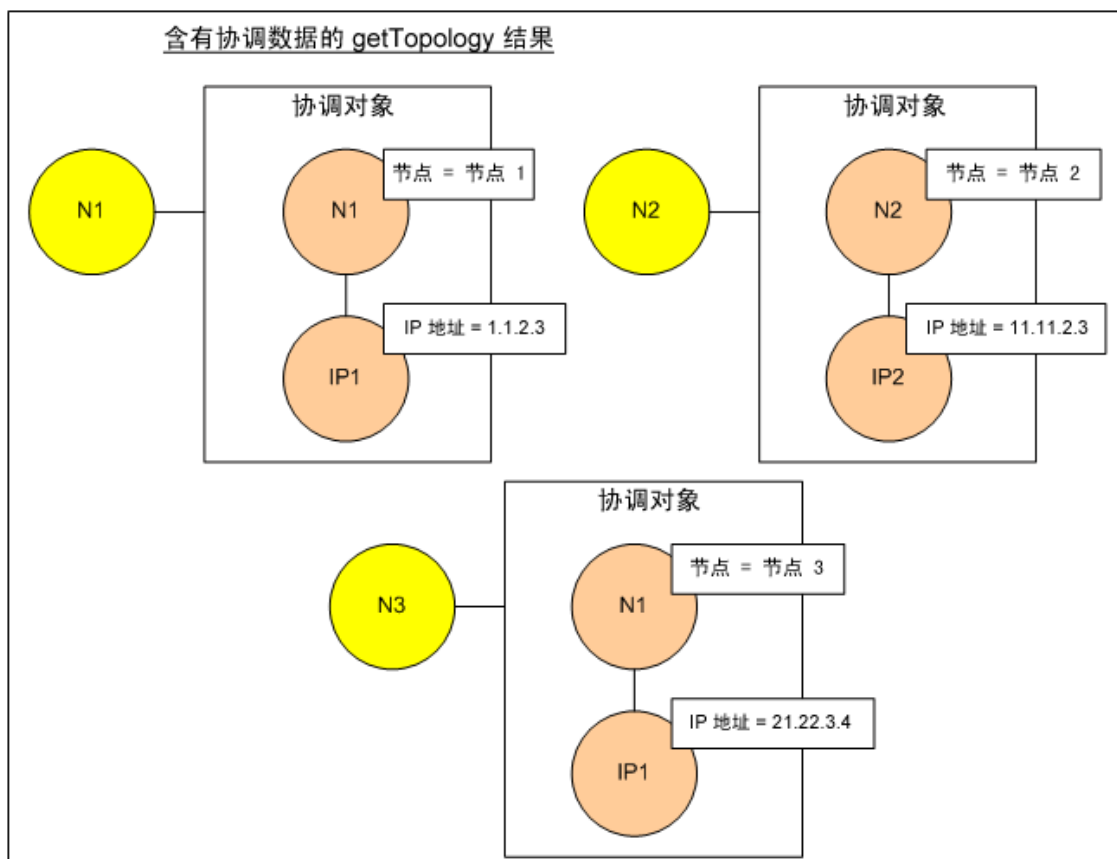 含有协调数据的 getTopology 结果
协调对象
N1
N1
节点 = 节点 1
IP1
IP 地址 = 1.1.2.3
协调对象
N2
N2
节点 = 节点 2
IP2
IP 地址 = 11.11.2.3
协调对象
N3
N1
节点 = 节点 3
IP1
IP 地址 = 21.22.3.4